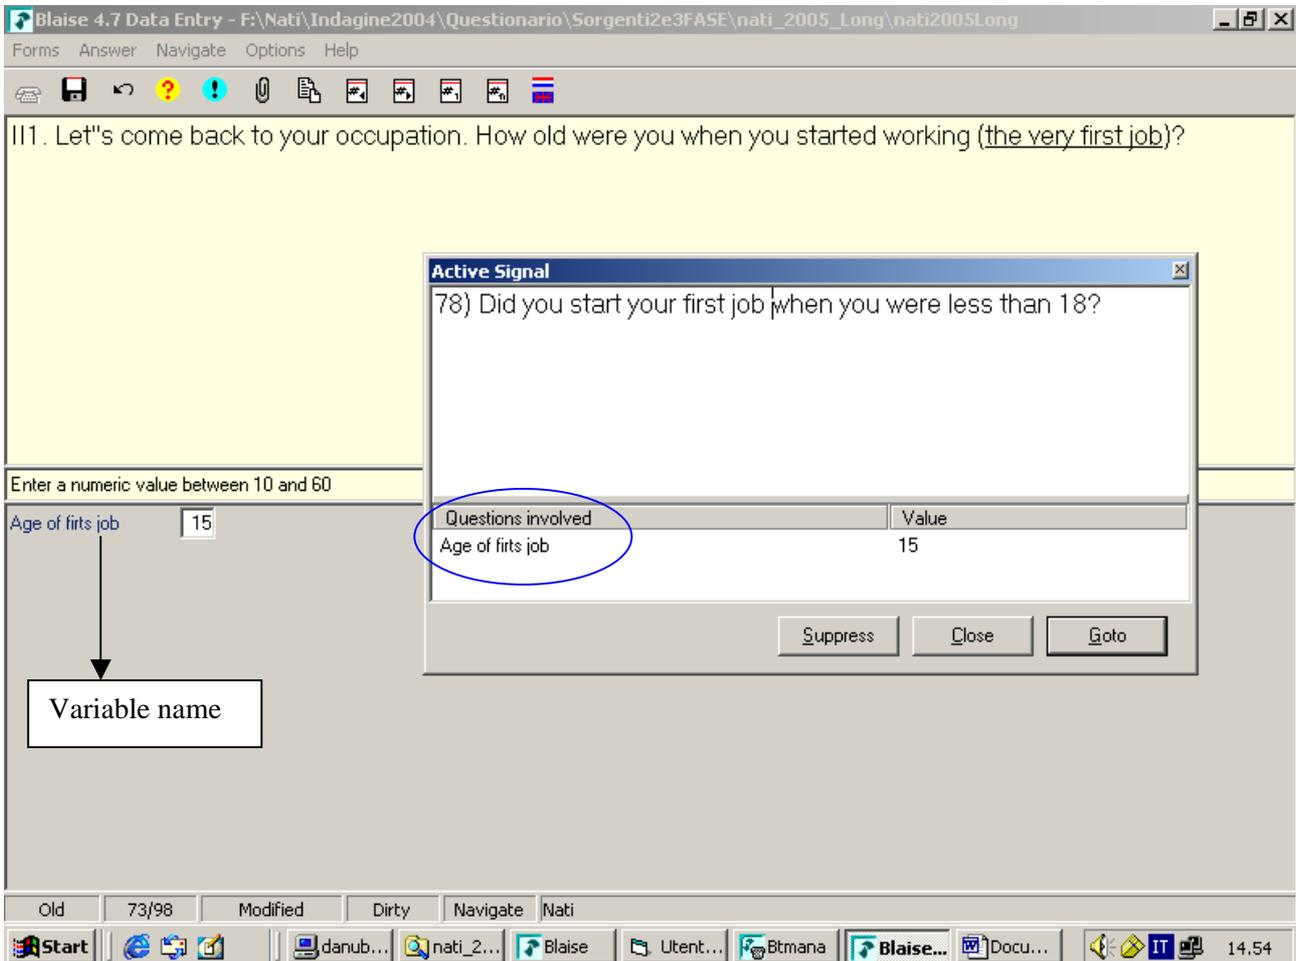 Blaise 4.7 Data Entry - F:\Nati\Indagine2004\Questionario\Sorgenti2e3FASE\nati_2005_Long\nati2005Long
Forms Answer Navigate Options Help
II1. Let"s come back to your occupation. How old were you when you started working (the very first job)?
Active Signal
78) Did you start your first job when you were less than 18?
Enter a numeric value between 10 and 60
Questions involved Value
Age of firts job 15
Age of firts job 15
Suppress Close Goto
Variable name
Old 73/98 Modified Dirty Navigate Nati
Start danub... nati_2... Blaise Utent... Btmana Blaise... Docu... IT 14.54